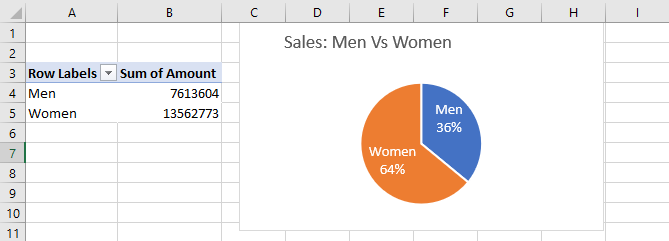 A B C D E F G H I
1
2
3 Row Labels Sum of Amount
4 Men 7613604
5 Women 13562773
6
7
8
9
10
11
Sales: Men Vs Women
Men
36%
Women
64%